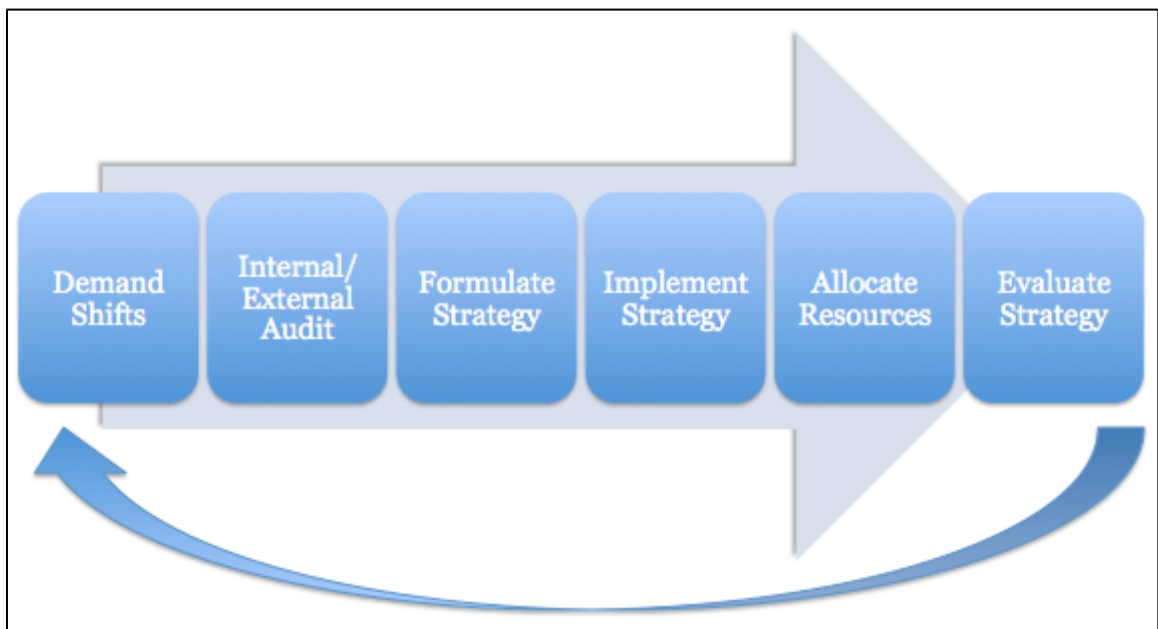 Demand
Shifts
Internal/
External
Audit
Formulate
Strategy
Implement
Strategy
Allocate
Resources
Evaluate
Strategy